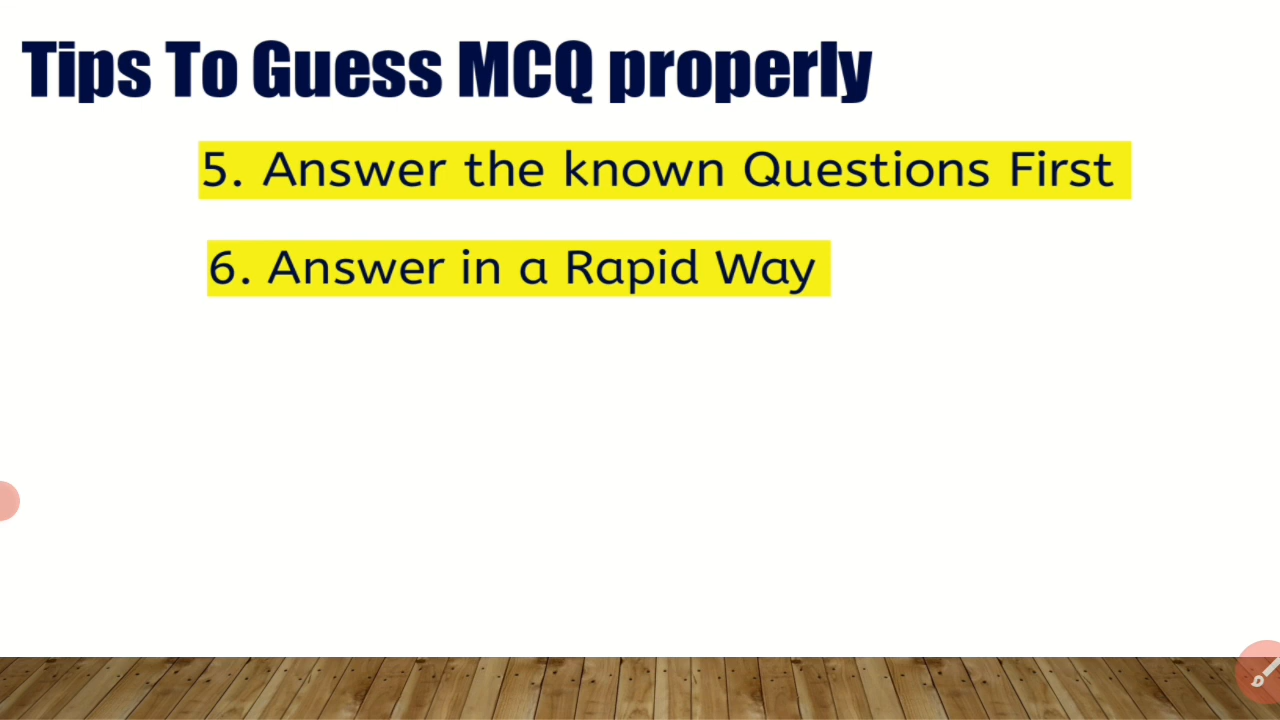 Tips To Guess MCQ properly
5. Answer the known Questions First
6. Answer in a Rapid Way